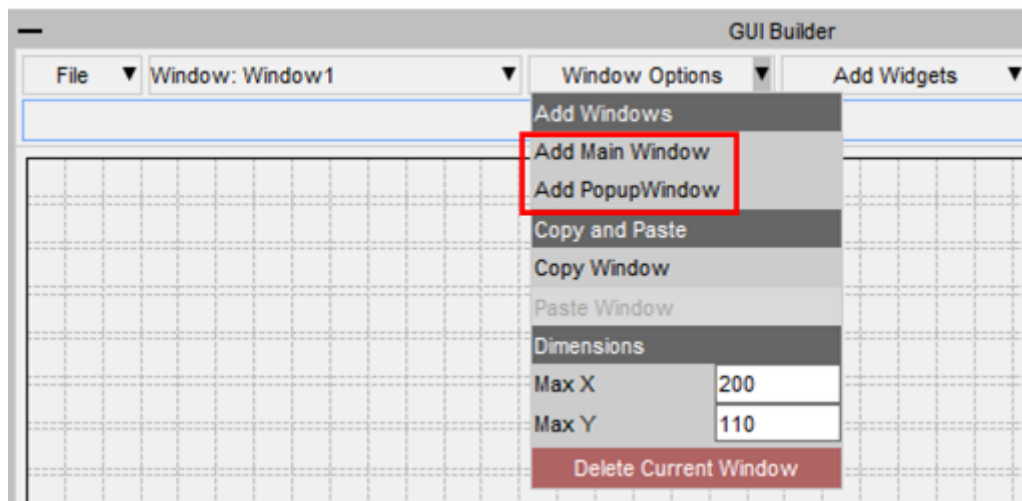 GUI Builder
File ▼ Window: Window1 ▼ Window Options ▼ Add Widgets ▼
Add Windows
Add Main Window
Add PopupWindow
Copy and Paste
Copy Window
Paste Window
Dimensions
Max X 200
Max Y 110
Delete Current Window